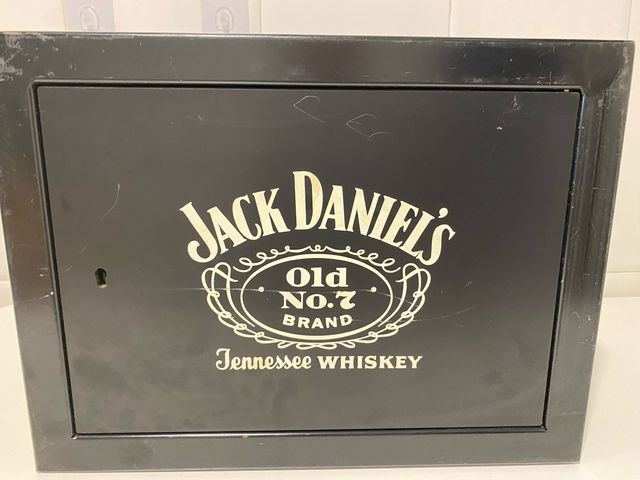 JACK DANIEL'S
Old
No.7
BRAND
Tennessee WHISKEY